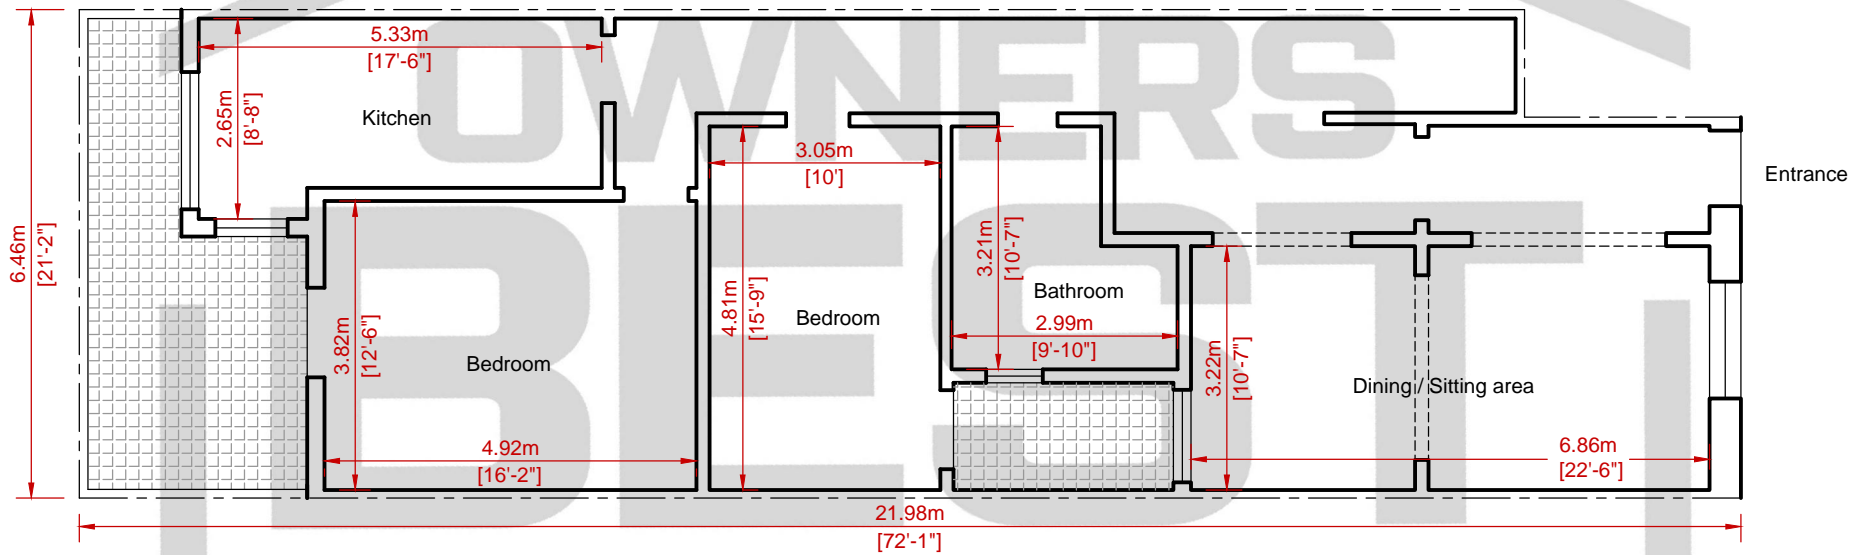 OWNERS
BEST
5.33m
[17'-6"]
2.65m
[8'-8"]
Kitchen
3.05m
[10']
Entrance
6.46m
[21'-2"]
3.21m
[10'-7"]
Bathroom
4.81m
[15'-9"]
Bedroom
2.99m
[9'-10"]
3.82m
[12'-6"]
Bedroom
3.22m
[10'-7"]
Dining / Sitting area
4.92m
[16'-2"]
6.86m
[22'-6"]
21.98m
[72'-1"]